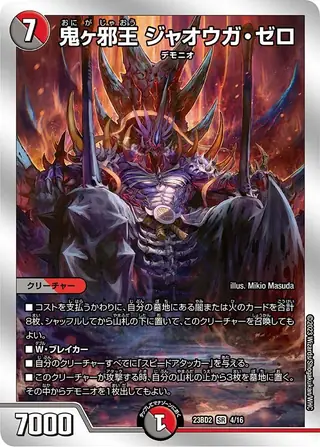 7
おにがじゃおう
鬼ヶ邪王 ジャオウガ・ゼロ
デモニオ
illus. Mikio Masuda
クリーチャー
■コストを支払うかわりに、自分の墓地にある闇または火のカードを合計
8枚、シャッフルしてから山札の下に置いて、このクリーチャーを召喚しても
よい。
■W・ブレイカー
■自分のクリーチャーすべてに「スピードアタッカー」を与える。
■このクリーチャーが攻撃する時、自分の山札の上から3枚を墓地に置く。
その中からデモニオを1枚出してもよい。
7000
23BD2 SR 4/16